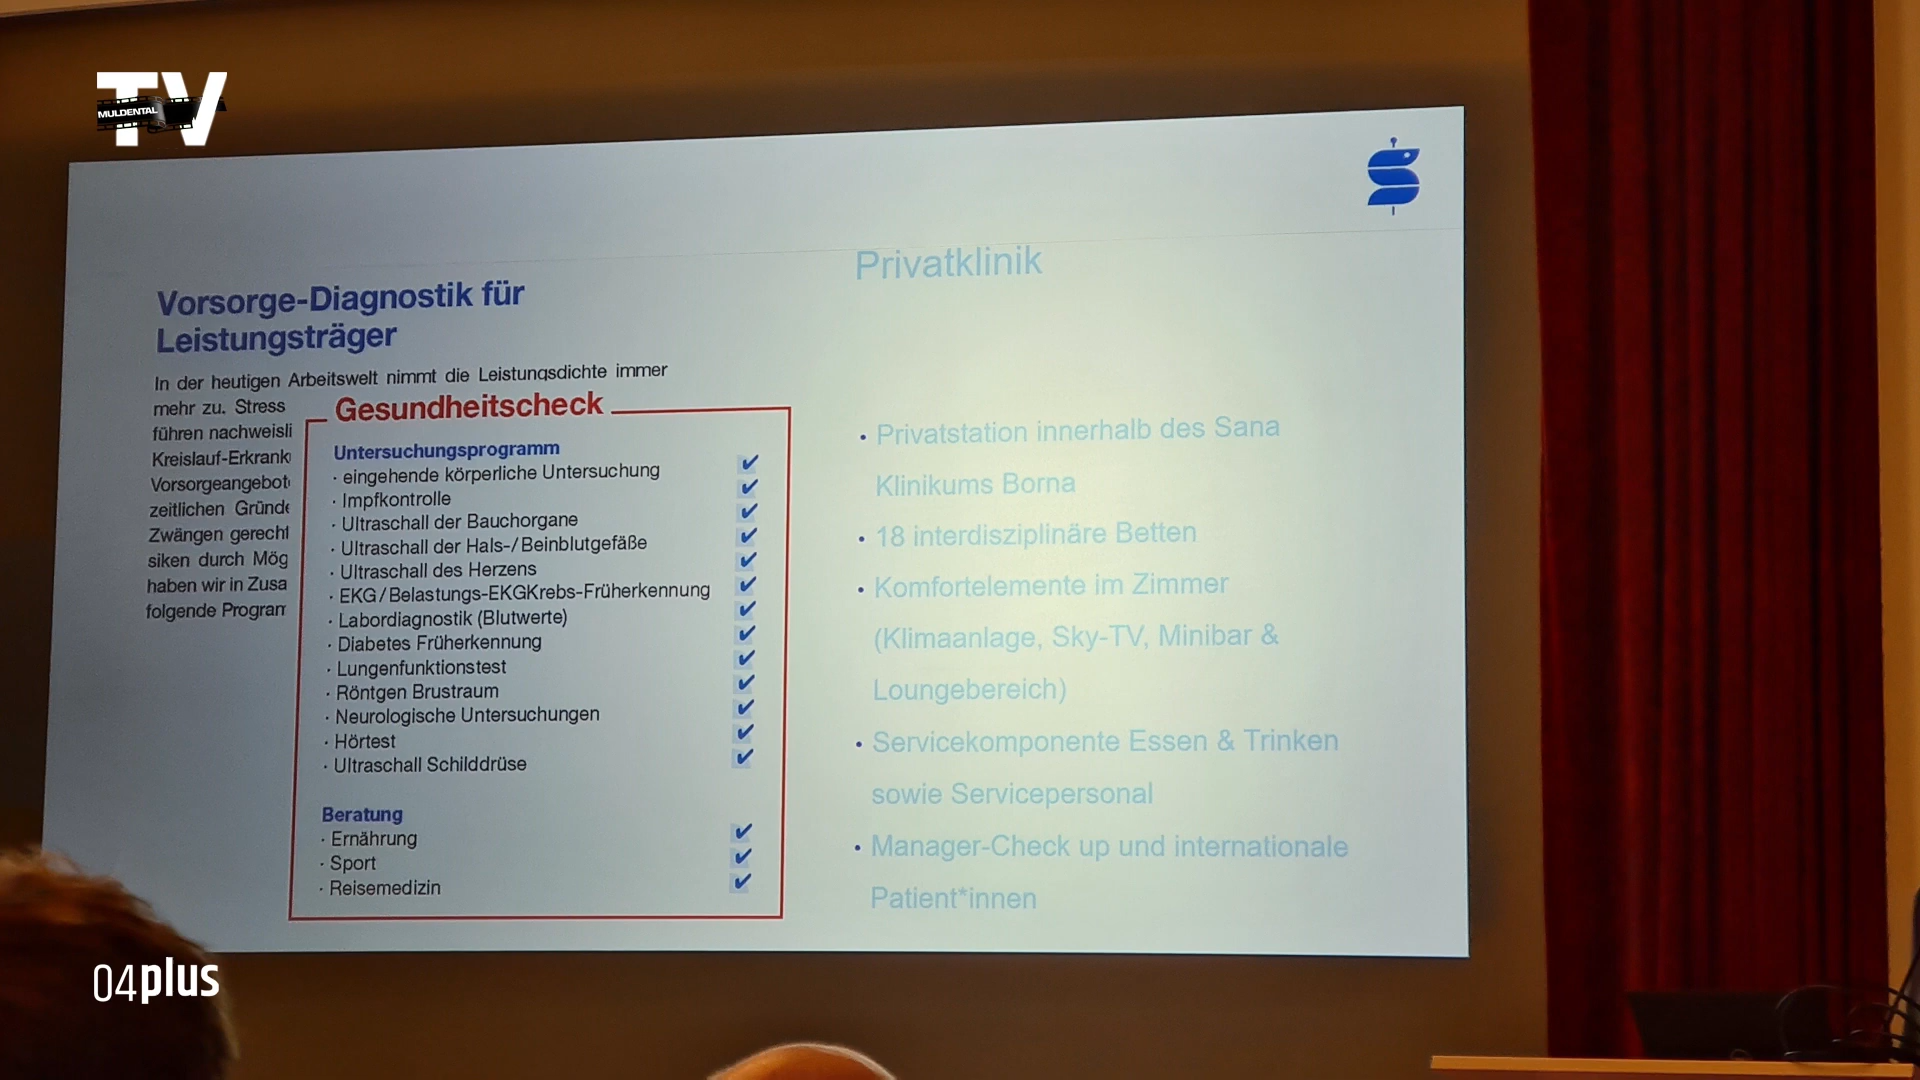 TV
MULDENTAL
Vorsorge-Diagnostik für
Leistungsträger
In der heutigen Arbeitswelt nimmt die Leistungsdichte immer
mehr zu. Stress
führen nachweisli
Kreislauf-Erkrank
Vorsorgeangebot
zeitlichen Gründe
Zwängen gerecht
siken durch Mög
haben wir in Zusa
folgende Program
Gesundheitscheck
Untersuchungsprogramm
· eingehende körperliche Untersuchung ✔
· Impfkontrolle ✔
· Ultraschall der Bauchorgane ✔
· Ultraschall der Hals-/Beinblutgefäße ✔
· Ultraschall des Herzens ✔
· EKG/Belastungs-EKGKrebs-Früherkennung ✔
· Labordiagnostik (Blutwerte) ✔
· Diabetes Früherkennung ✔
· Lungenfunktionstest ✔
· Röntgen Brustraum ✔
· Neurologische Untersuchungen ✔
· Hörtest ✔
· Ultraschall Schilddrüse ✔
Beratung
· Ernährung ✔
· Sport ✔
· Reisemedizin ✔
Privatklinik
• Privatstation innerhalb des Sana
Klinikums Borna
• 18 interdisziplinäre Betten
• Komfortelemente im Zimmer
(Klimaanlage, Sky-TV, Minibar &
Loungebereich)
• Servicekomponente Essen & Trinken
sowie Servicepersonal
• Manager-Check up und internationale
Patient*innen
04plus